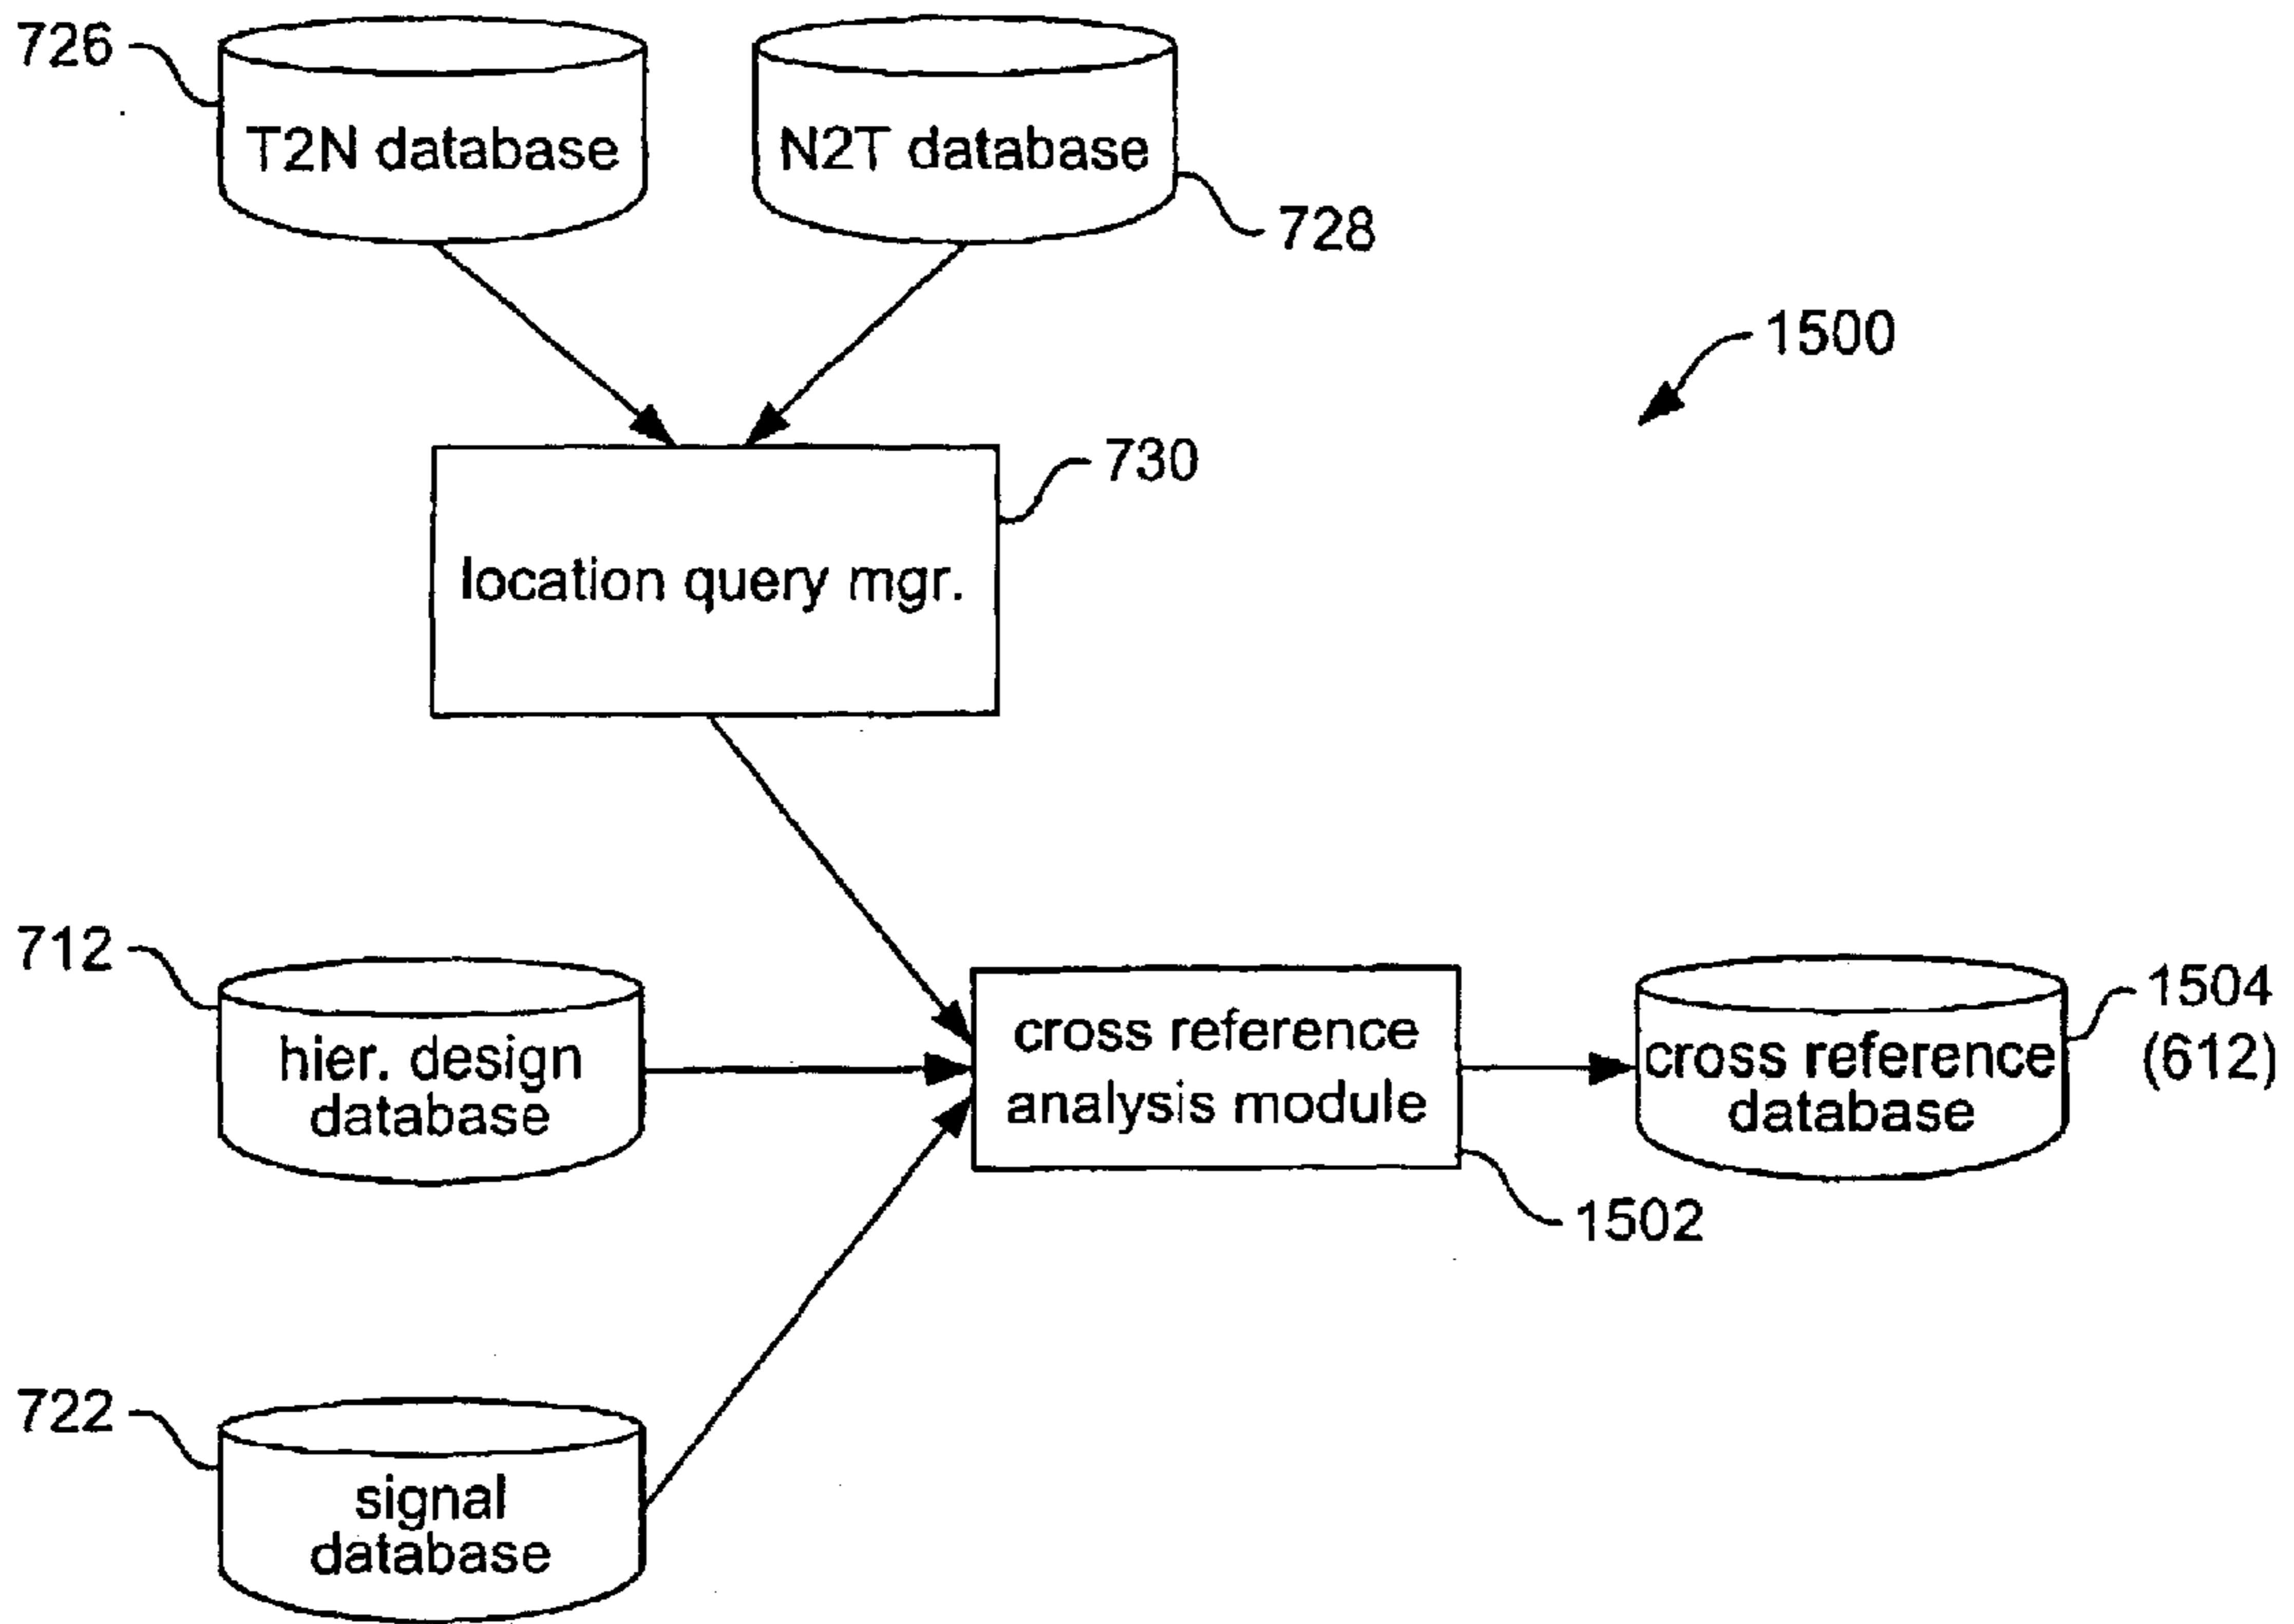 726
T2N database
N2T database
728
1500
730
location query mgr.
712
hier. design
database
cross reference
analysis module
1502
cross reference
database
1504
(612)
722
signal
database